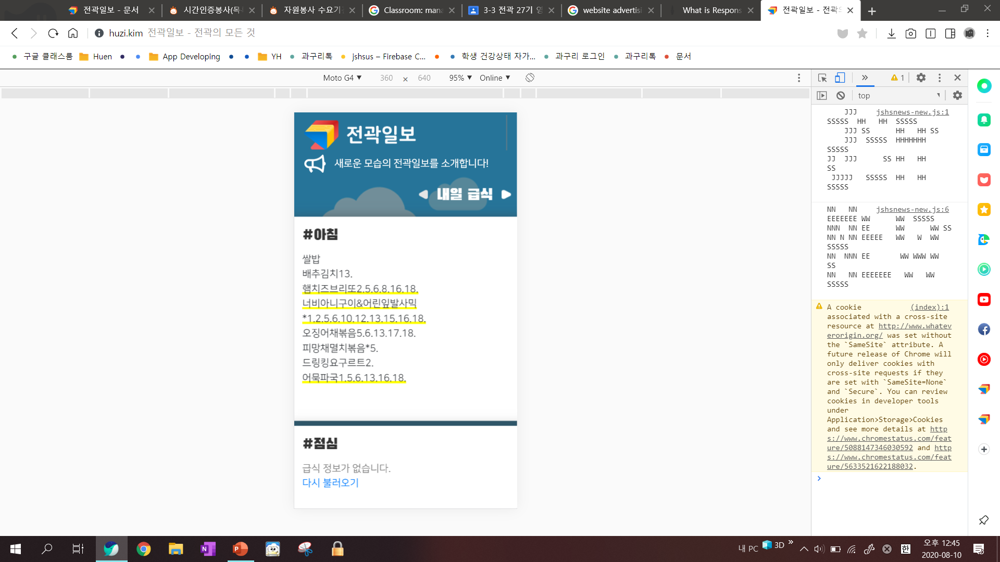 전곽일보 - 문서
시간인증봉사(목
자원봉사 수요기
Classroom: mana
3-3 전곽 27기 영
website advertisi
What is Respons
전곽일보 - 전곽
huzi.kim 전곽일보 - 전곽의 모든 것
구글 클래스룸 Huen App Developing YH 과구리톡 jshsus – Firebase C... 학생 건강상태 자가... 과구리 로그인 과구리톡 문서
Moto G4 ▼ 360 × 640 95% ▼ Online ▼
1
top
전곽일보
새로운 모습의 전곽일보를 소개합니다!
내일 급식
#아침
쌀밥
배추김치13.
햄치즈브리또2.5.6.8.16.18.
너비아니구이&어린잎발사믹
*1.2.5.6.10.12.13.15.16.18.
오징어채볶음5.6.13.17.18.
피망채멸치볶음*5.
드링킹요구르트2.
어묵파국1.5.6.13.16.18.
#점심
급식 정보가 없습니다.
다시 불러오기
JJJ jshsnews-new.js:1
SSSSS HH HH SSSSS
JJJ SS HH HH SS
JJJ SSSSS HHHHHHH
SSSSS
JJ JJJ SS HH HH
SS
JJJJJ SSSSS HH HH
SSSSS
NN NN jshsnews-new.js:6
EEEEEEE WW WW SSSSS
NNN NN EE WW WW SS
NN N NN EEEEE WW W WW
SSSSS
NN NNN EE WW WWW WW
SS
NN NN EEEEEEE WW WW
SSSSS
A cookie (index):1
associated with a cross-site
resource at http://www.whatev
erorigin.org/ was set without
the `SameSite` attribute. A
future release of Chrome will
only deliver cookies with
cross-site requests if they
are set with `SameSite=None`
and `Secure`. You can review
cookies in developer tools
under
Application>Storage>Cookies
and see more details at http
s://www.chromestatus.com/feat
ure/5088147346030592 and http
s://www.chromestatus.com/feat
ure/5633521622188032.
내 PC 3D
한
오후 12:45
2020-08-10